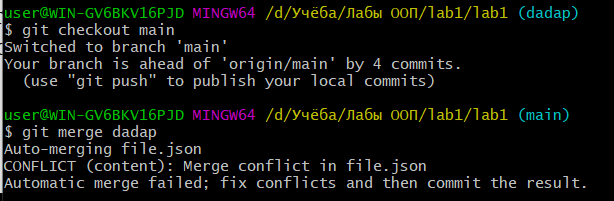 user@WIN-GV6BKV16PJD MINGW64 /d/Учёба/Лабы ООП/lab1/lab1 (dadap)
$ git checkout main
Switched to branch 'main'
Your branch is ahead of 'origin/main' by 4 commits.
(use "git push" to publish your local commits)
user@WIN-GV6BKV16PJD MINGW64 /d/Учёба/Лабы ООП/lab1/lab1 (main)
$ git merge dadap
Auto-merging file.json
CONFLICT (content): Merge conflict in file.json
Automatic merge failed; fix conflicts and then commit the result.